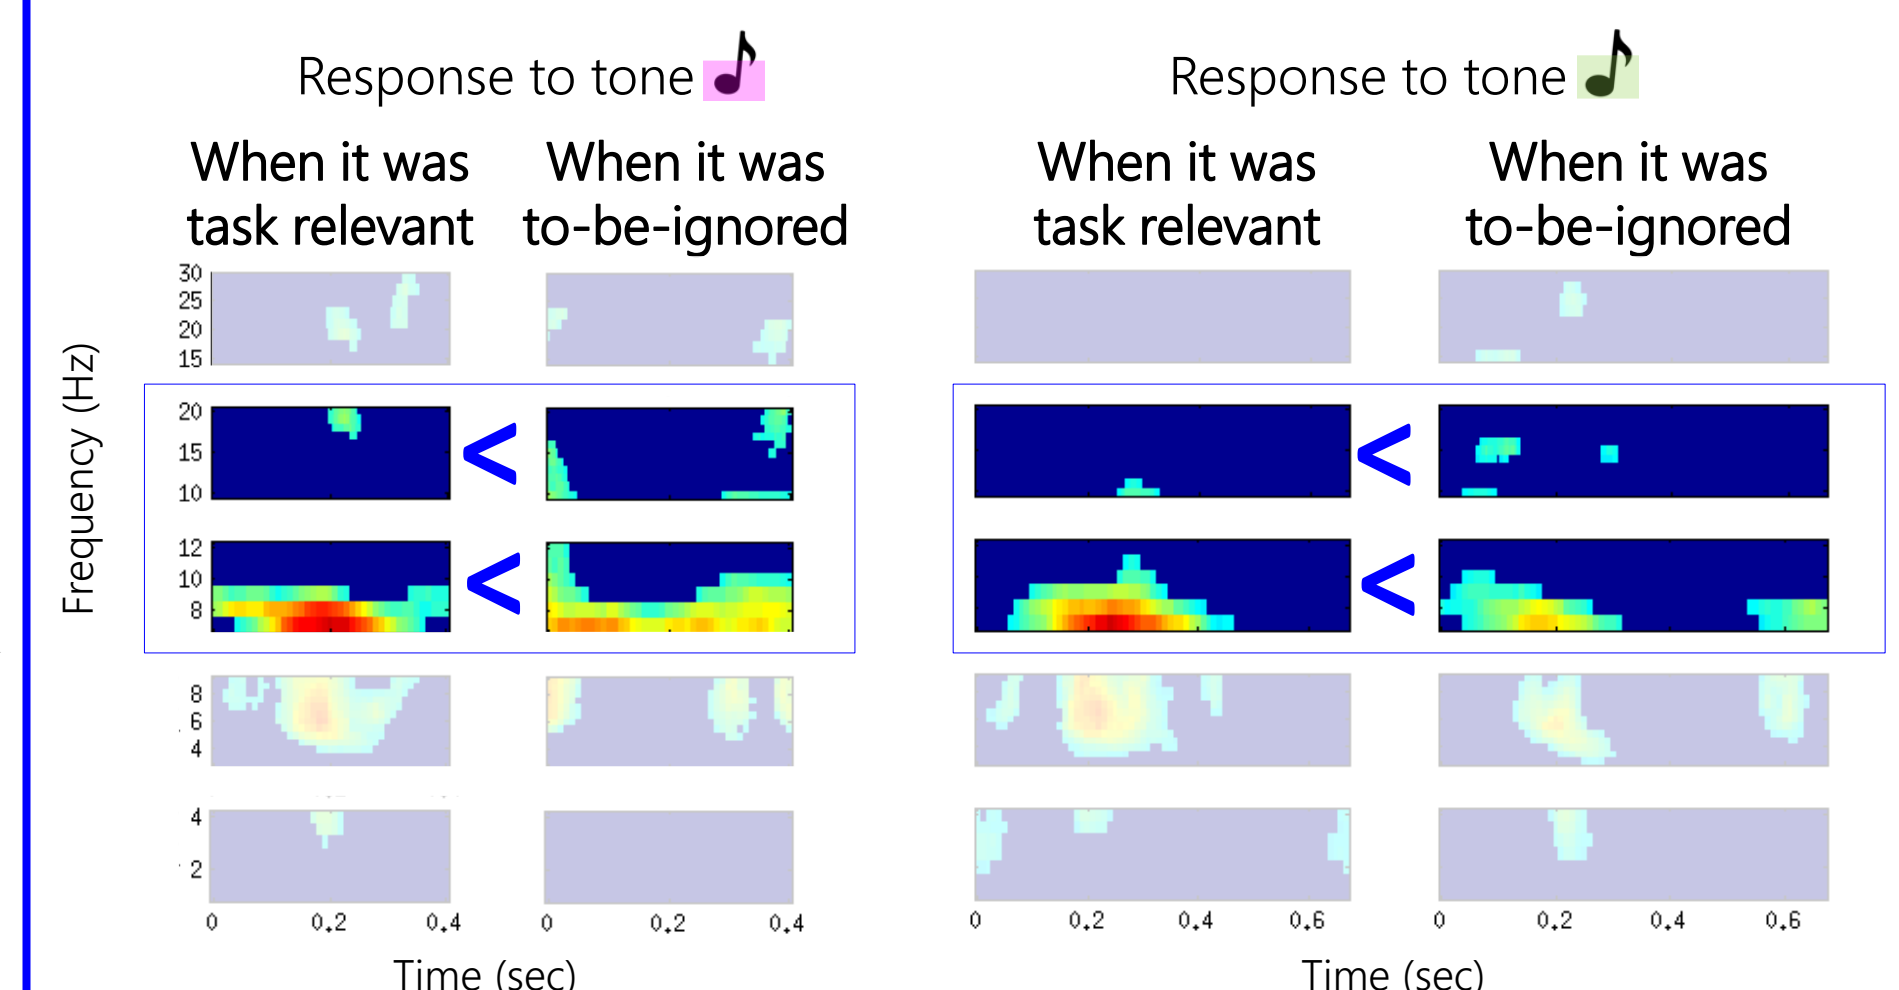 Response to tone
Response to tone
When it was
task relevant
When it was
to-be-ignored
When it was
task relevant
When it was
to-be-ignored
Frequency (Hz)
30
25
20
15
20
15
10
<
<
12
10
8
<
<
8
6
4
4
2
0 0.2 0.4
0 0.2 0.4
0 0.2 0.4 0.6
0 0.2 0.4 0.6
Time (sec)
Time (sec)